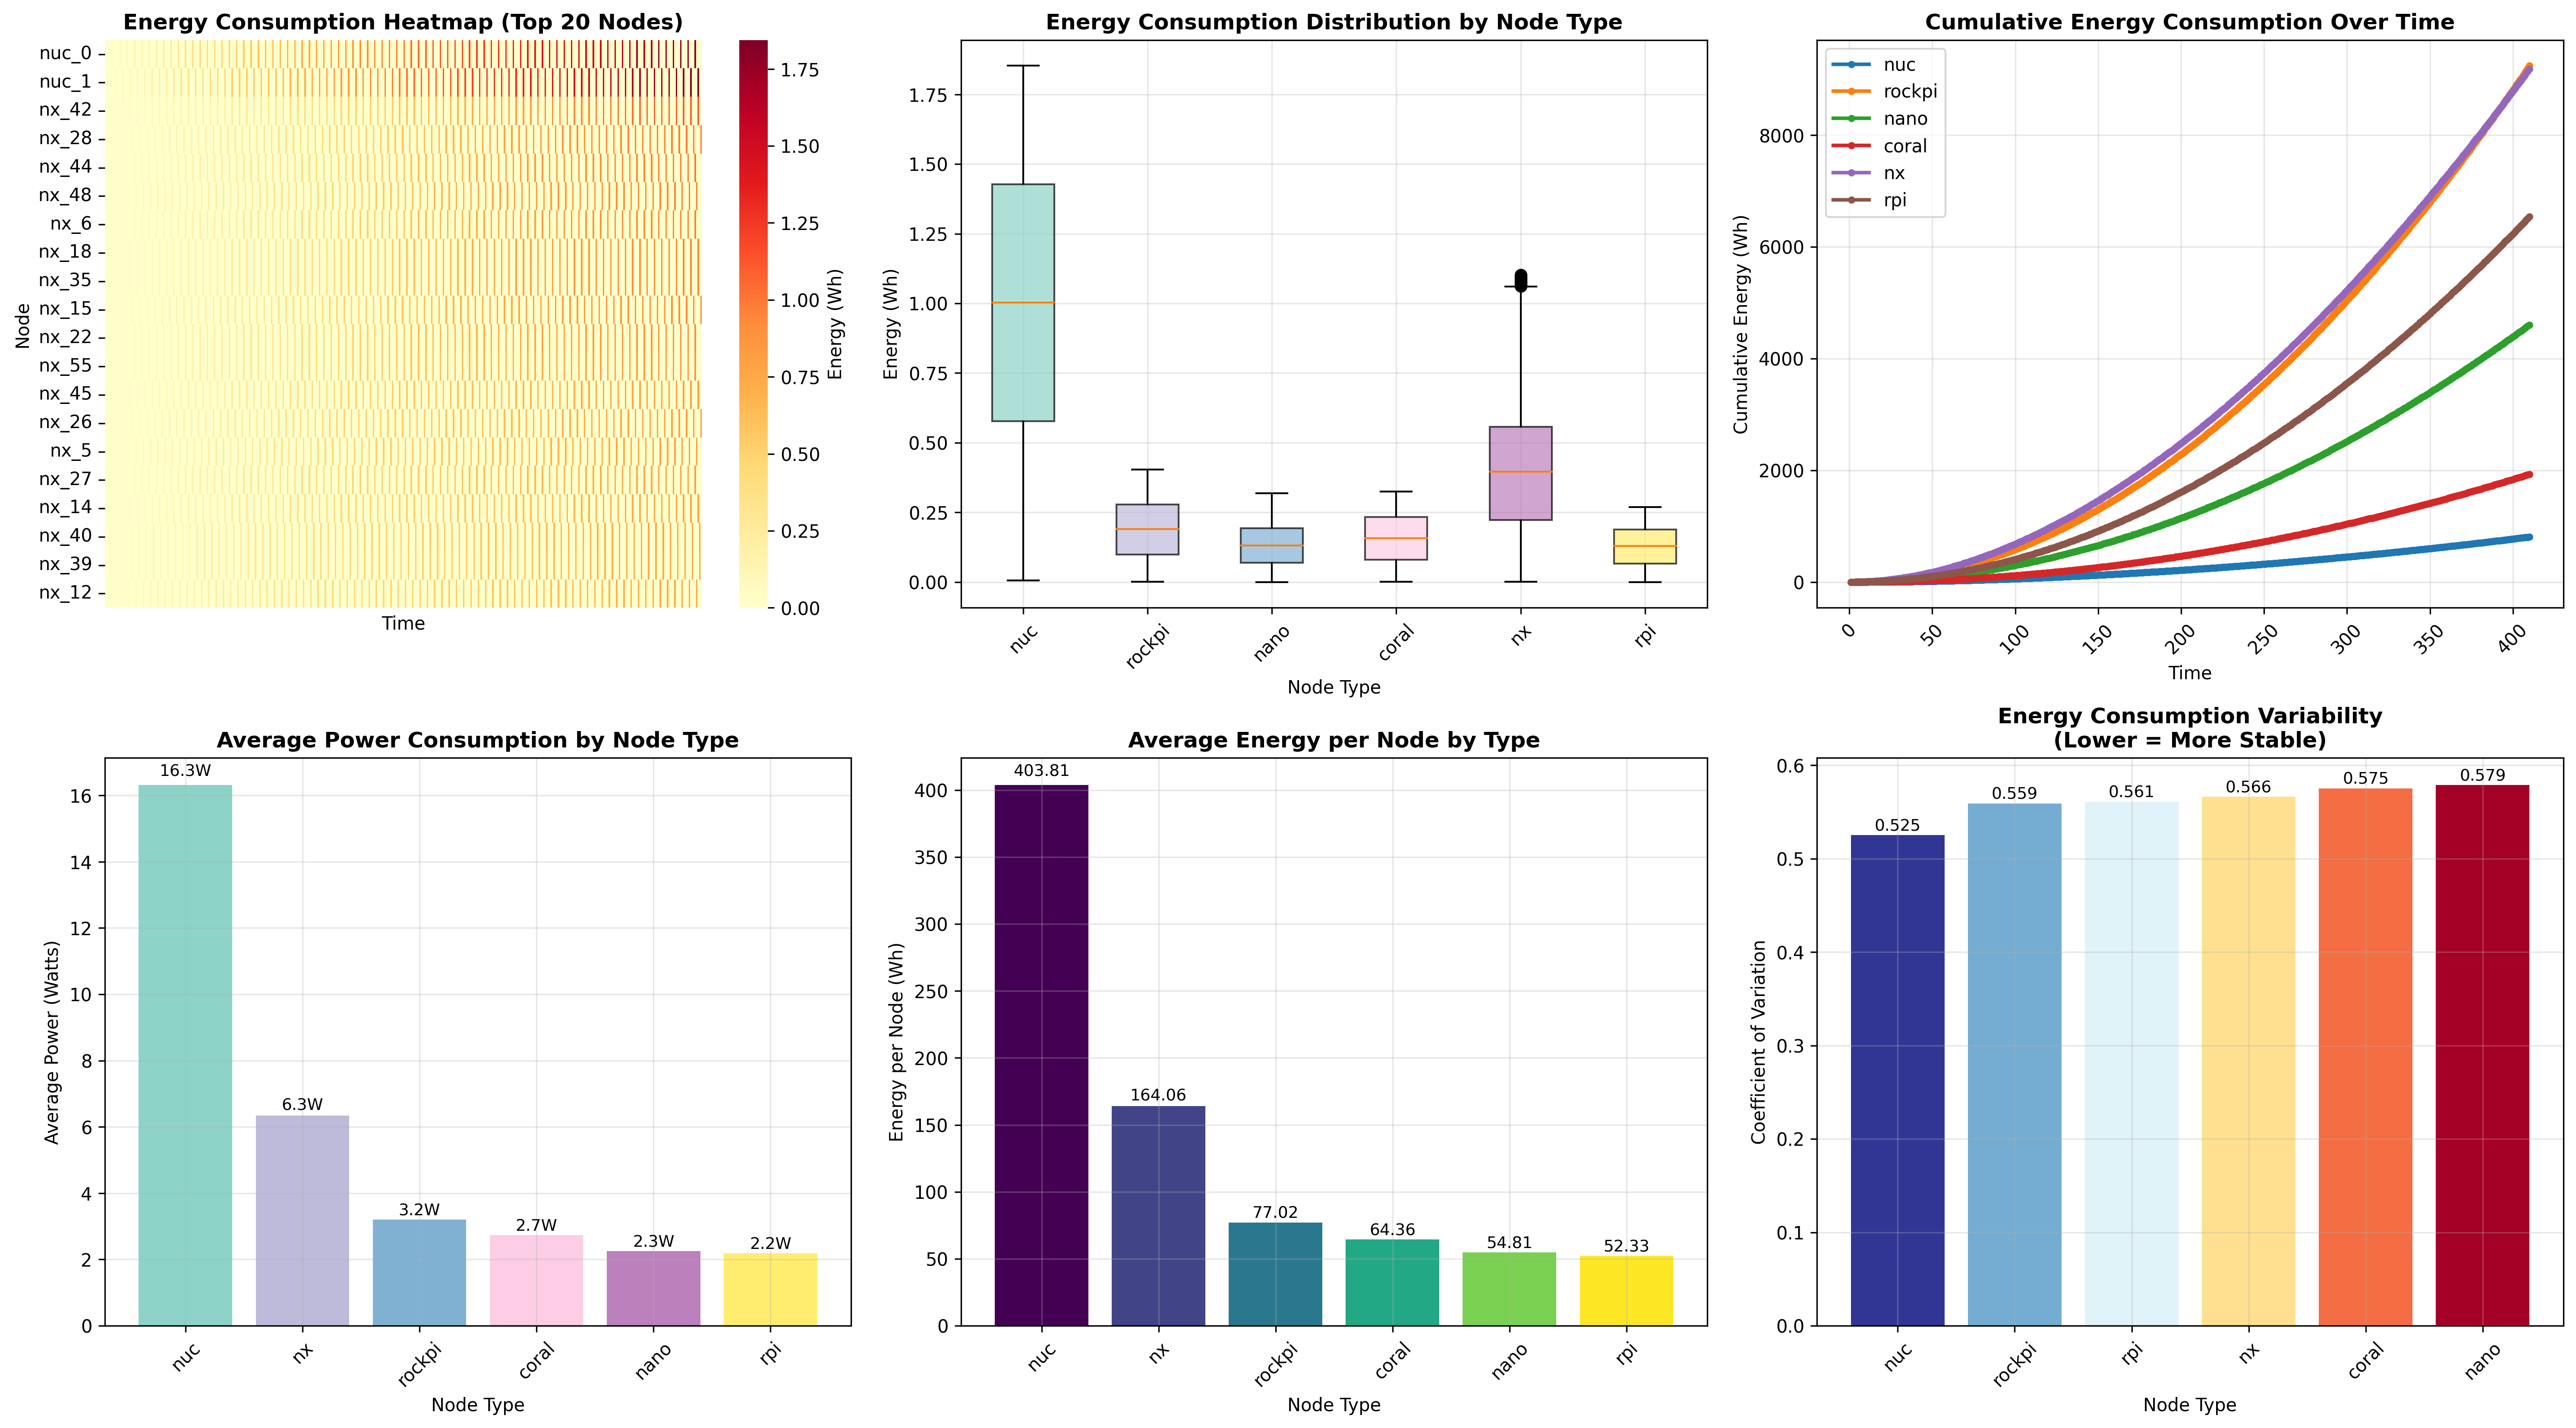 Energy Consumption Heatmap (Top 20 Nodes)
Node
nuc_0
nuc_1
nx_42
nx_28
nx_44
nx_48
nx_6
nx_18
nx_35
nx_15
nx_22
nx_55
nx_45
nx_26
nx_5
nx_27
nx_14
nx_40
nx_39
nx_12
Time
1.75
1.50
1.25
1.00
0.75
0.50
0.25
0.00
Energy (Wh)
Energy Consumption Distribution by Node Type
Energy (Wh)
1.75
1.50
1.25
1.00
0.75
0.50
0.25
0.00
nuc
rockpi
nano
coral
nx
rpi
Node Type
Cumulative Energy Consumption Over Time
nuc
rockpi
nano
coral
nx
rpi
Cumulative Energy (Wh)
8000
6000
4000
2000
0
0
50
100
150
200
250
300
350
400
Time
Average Power Consumption by Node Type
Average Power (Watts)
16
14
12
10
8
6
4
2
0
16.3W
6.3W
3.2W
2.7W
2.3W
2.2W
nuc
nx
rockpi
coral
nano
rpi
Node Type
Average Energy per Node by Type
Energy per Node (Wh)
400
350
300
250
200
150
100
50
0
403.81
164.06
77.02
64.36
54.81
52.33
nuc
nx
rockpi
coral
nano
rpi
Node Type
Energy Consumption Variability
(Lower = More Stable)
Coefficient of Variation
0.6
0.5
0.4
0.3
0.2
0.1
0.0
0.525
0.559
0.561
0.566
0.575
0.579
nuc
rockpi
rpi
nx
coral
nano
Node Type